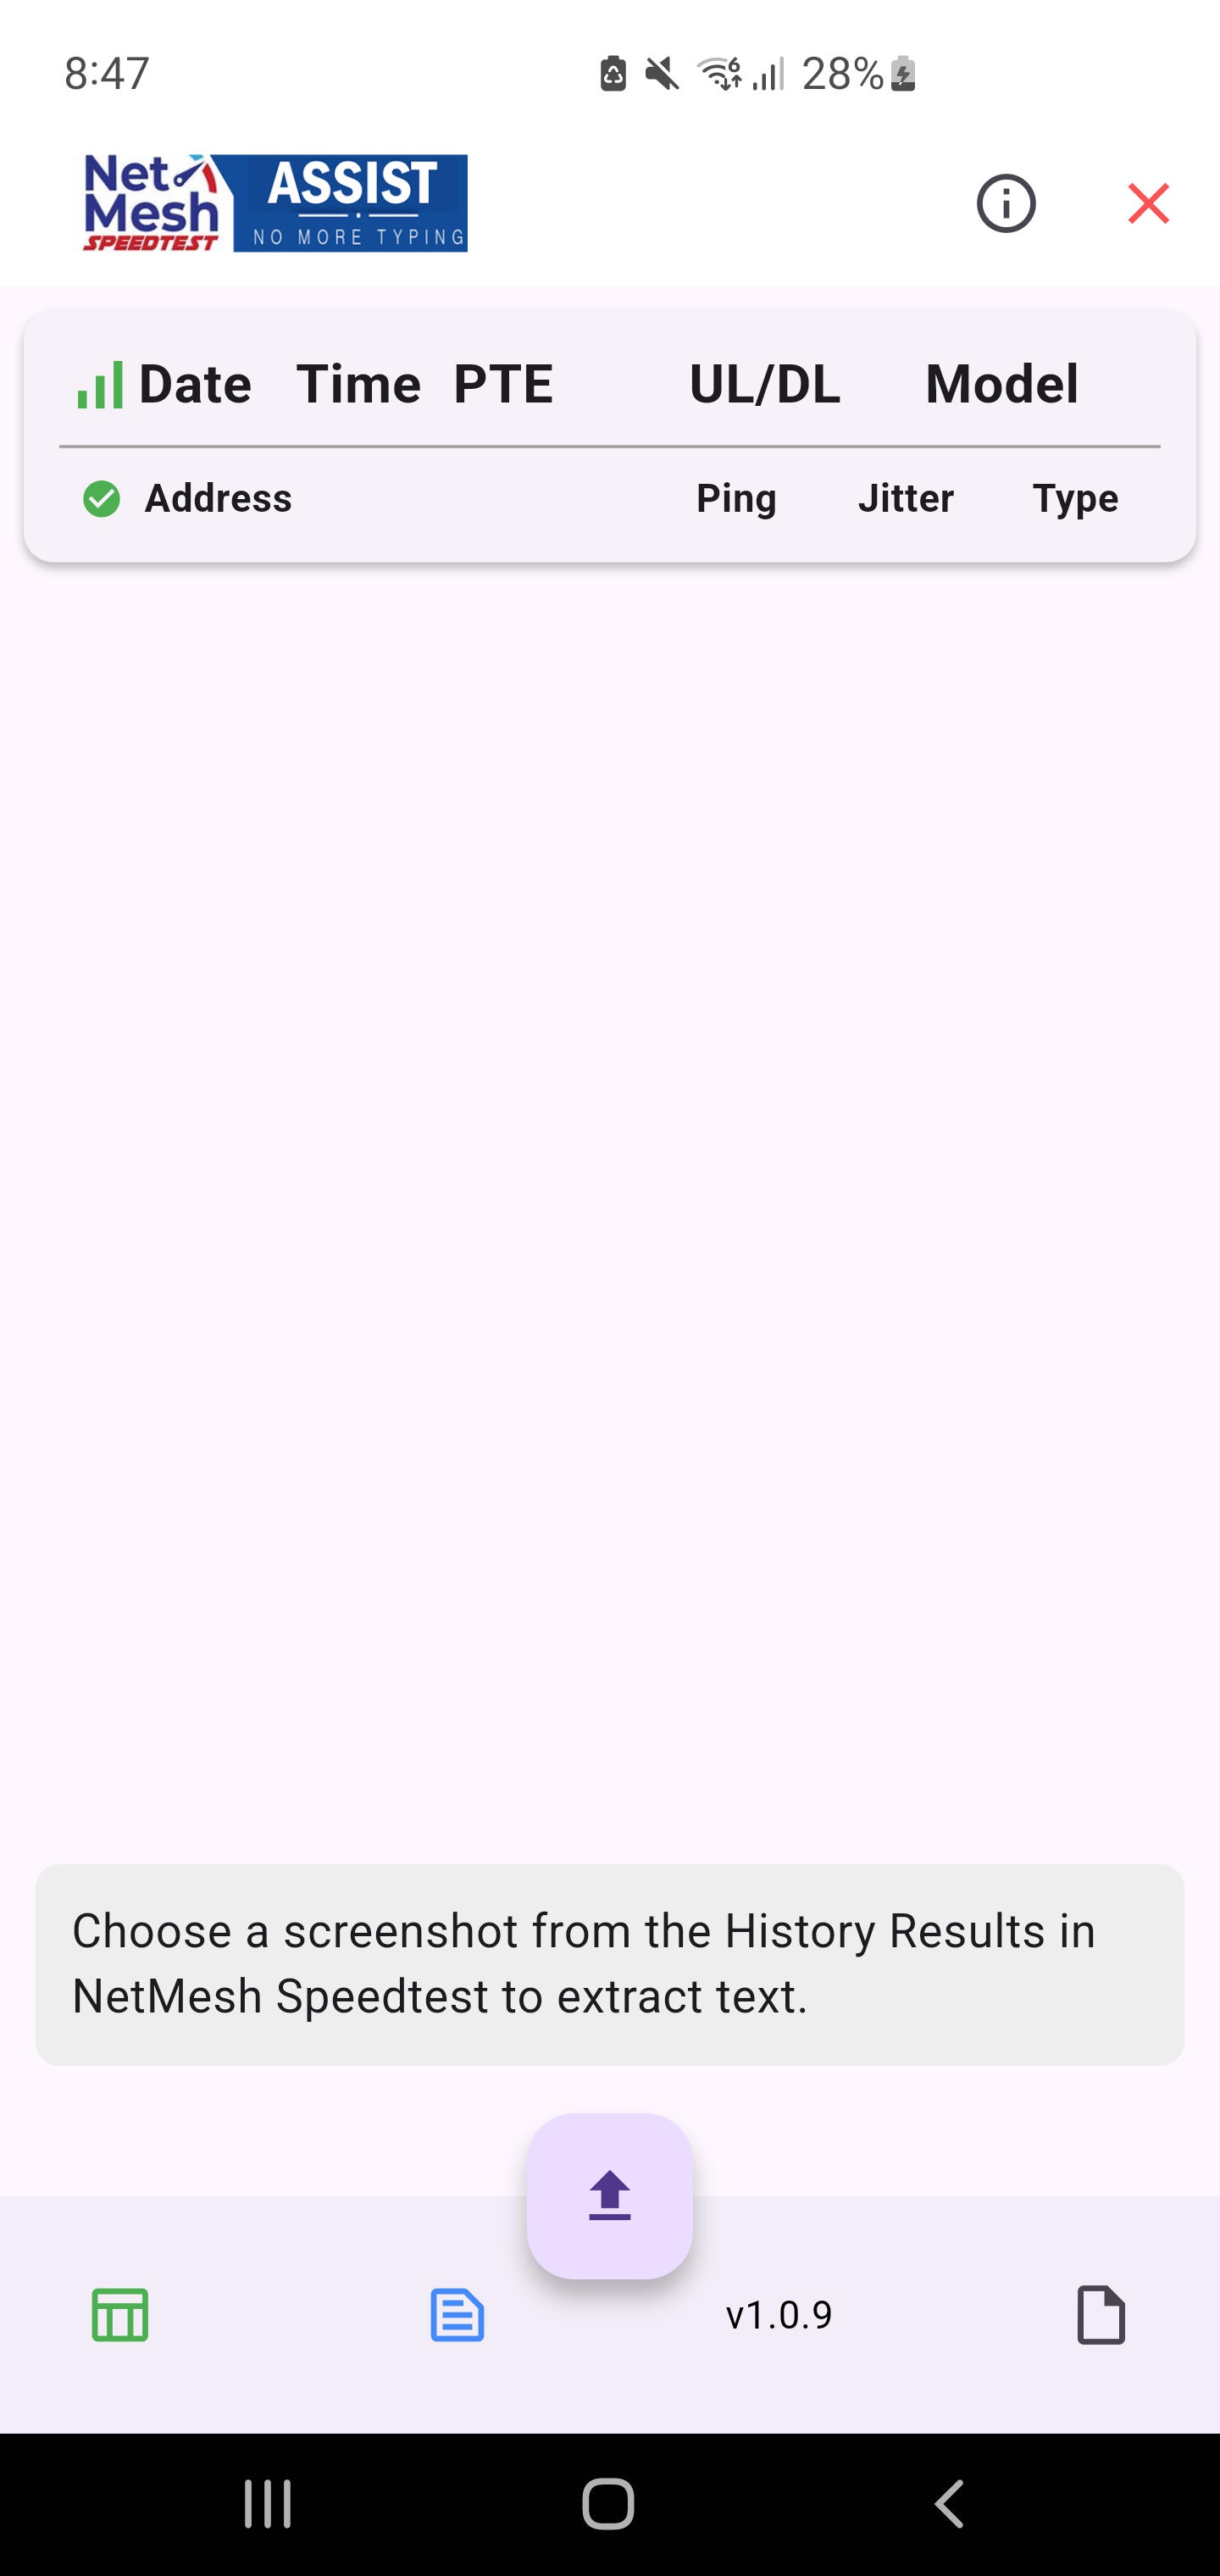 8:47
6
28%
Net
Mesh
SPEEDTEST
ASSIST
NO MORE TYPING
Date Time PTE UL/DL Model
Address Ping Jitter Type
Choose a screenshot from the History Results in
NetMesh Speedtest to extract text.
v1.0.9